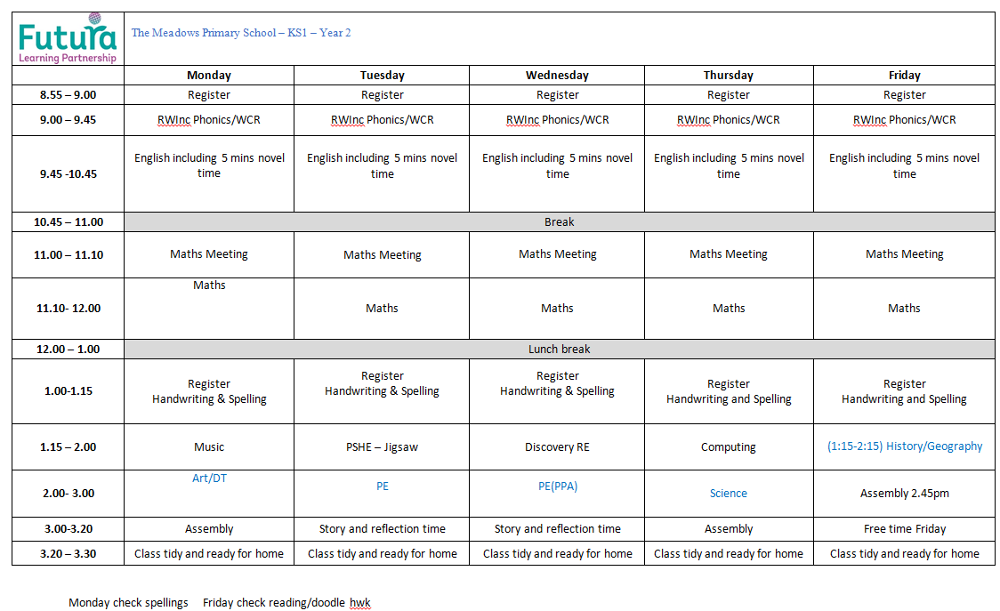 Futura
Learning Partnership
The Meadows Primary School – KS1 – Year 2
Monday Tuesday Wednesday Thursday Friday
8.55 – 9.00 Register Register Register Register Register
9.00 – 9.45 RWInc Phonics/WCR RWInc Phonics/WCR RWInc Phonics/WCR RWInc Phonics/WCR RWInc Phonics/WCR
9.45 -10.45 English including 5 mins novel time English including 5 mins novel time English including 5 mins novel time English including 5 mins novel time English including 5 mins novel time
10.45 – 11.00 Break
11.00 – 11.10 Maths Meeting Maths Meeting Maths Meeting Maths Meeting Maths Meeting
11.10- 12.00 Maths Maths Maths Maths Maths
12.00 – 1.00 Lunch break
1.00-1.15 Register Handwriting & Spelling Register Handwriting & Spelling Register Handwriting & Spelling Register Handwriting and Spelling Register Handwriting and Spelling
1.15 – 2.00 Music PSHE – Jigsaw Discovery RE Computing (1:15-2:15) History/Geography
2.00- 3.00 Art/DT PE PE(PPA) Science Assembly 2.45pm
3.00-3.20 Assembly Story and reflection time Story and reflection time Assembly Free time Friday
3.20 – 3.30 Class tidy and ready for home Class tidy and ready for home Class tidy and ready for home Class tidy and ready for home Class tidy and ready for home
Monday check spellings Friday check reading/doodle hwk